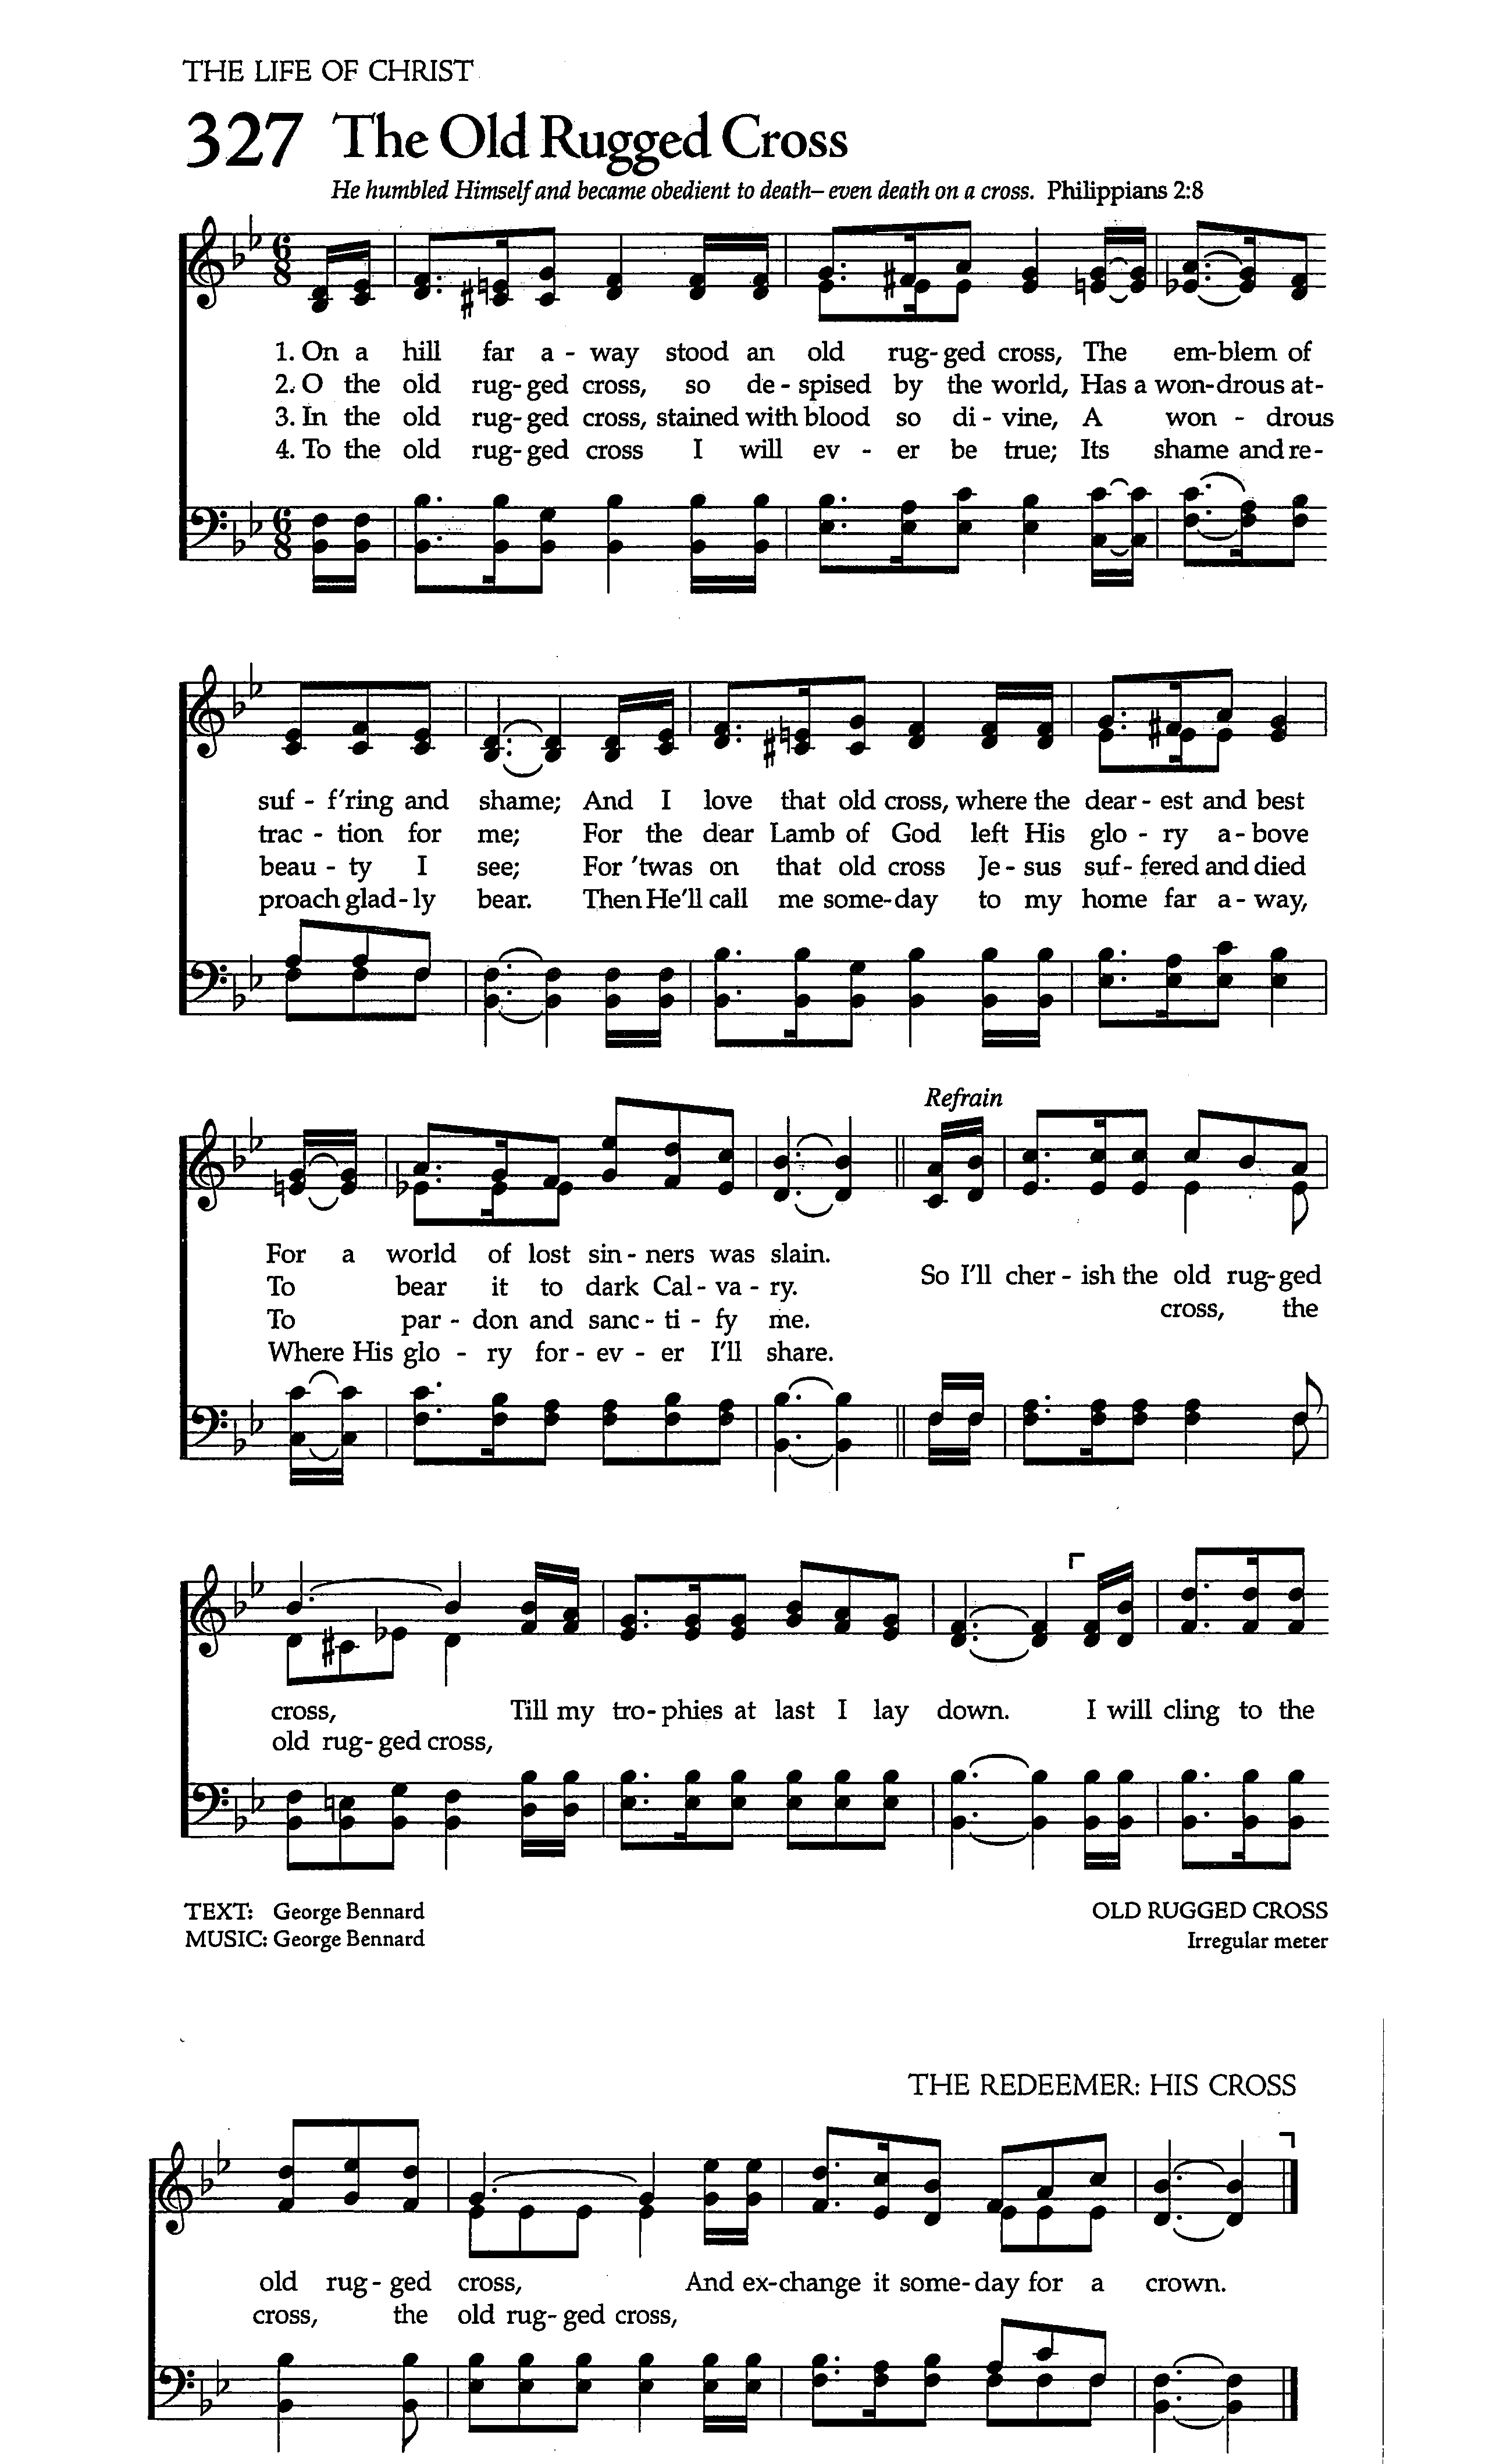 THE LIFE OF CHRIST
327 The Old Rugged Cross
He humbled Himself and became obedient to death– even death on a cross. Philippians 2:8
1. On a hill far a - way stood an old rug- ged cross, The em-blem of
2. O the old rug- ged cross, so de - spised by the world, Has a won-drous at-
3. In the old rug- ged cross, stained with blood so di - vine, A won - drous
4. To the old rug- ged cross I will ev - er be true; Its shame and re-
suf - f'ring and shame; And I love that old cross, where the dear - est and best
trac - tion for me; For the dear Lamb of God left His glo - ry a - bove
beau - ty I see; For 'twas on that old cross Je - sus suf - fered and died
proach glad - ly bear. Then He'll call me some-day to my home far a - way,
Refrain
For a world of lost sin - ners was slain.
To bear it to dark Cal - va - ry.
To par - don and sanc - ti - fy me.
Where His glo - ry for - ev - er I'll share.
So I'll cher - ish the old rug-ged
cross, the
cross, Till my tro-phies at last I lay down. I will cling to the
old rug- ged cross,
TEXT: George Bennard
MUSIC: George Bennard
OLD RUGGED CROSS
Irregular meter
THE REDEEMER: HIS CROSS
old rug - ged cross, And ex-change it some-day for a crown.
cross, the old rug- ged cross,